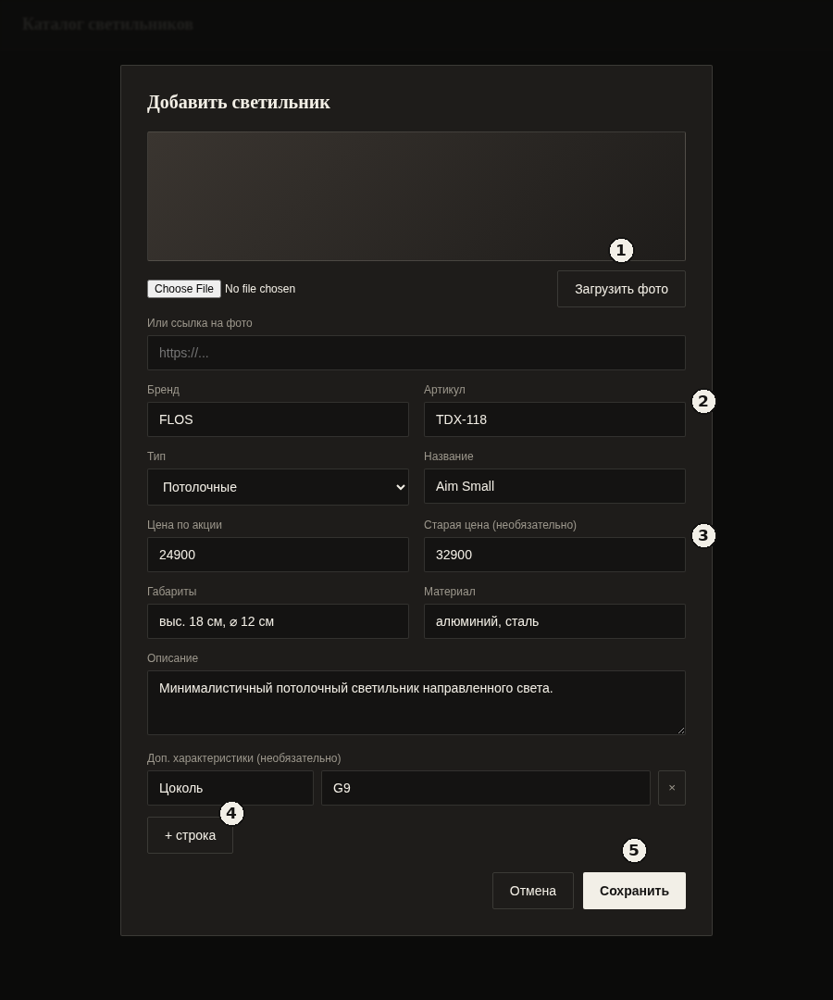 Каталог светильников
Добавить светильник
1
Choose File No file chosen
Загрузить фото
Или ссылка на фото
https://...
Бренд
Артикул
2
FLOS
TDX-118
Тип
Название
Потолочные
Aim Small
Цена по акции
Старая цена (необязательно)
3
24900
32900
Габариты
Материал
выс. 18 см, ⌀ 12 см
алюминий, сталь
Описание
Минималистичный потолочный светильник направленного света.
Доп. характеристики (необязательно)
Цоколь
G9
×
4
+ строка
5
Отмена
Сохранить